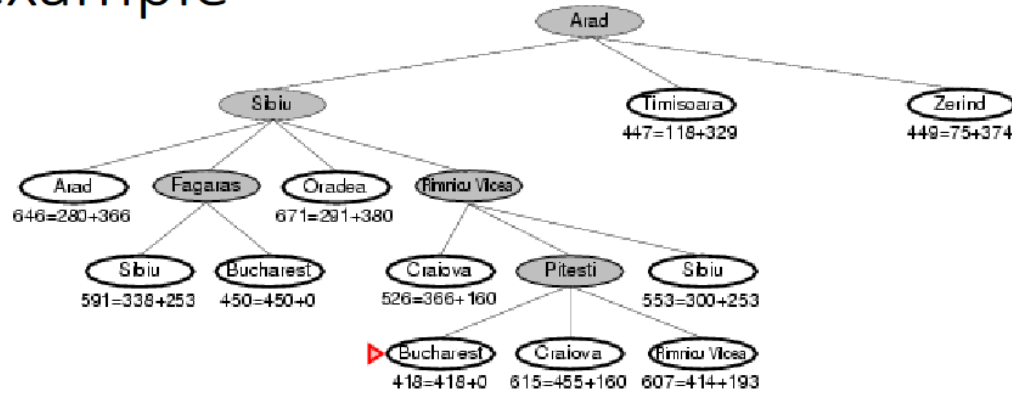 example
Arad
Sibiu
Timisoara
Zerind
447=118+329
449=75+374
Arad
Fagaras
Oradea
Rimnicu Vilcea
646=280+366
671=291+380
Sibiu
Bucharest
Craiova
Pitesti
Sibiu
591=338+253
450=450+0
526=366+160
553=300+253
Bucharest
Craiova
Rimnicu Vilcea
418=418+0
615=455+160
607=414+193